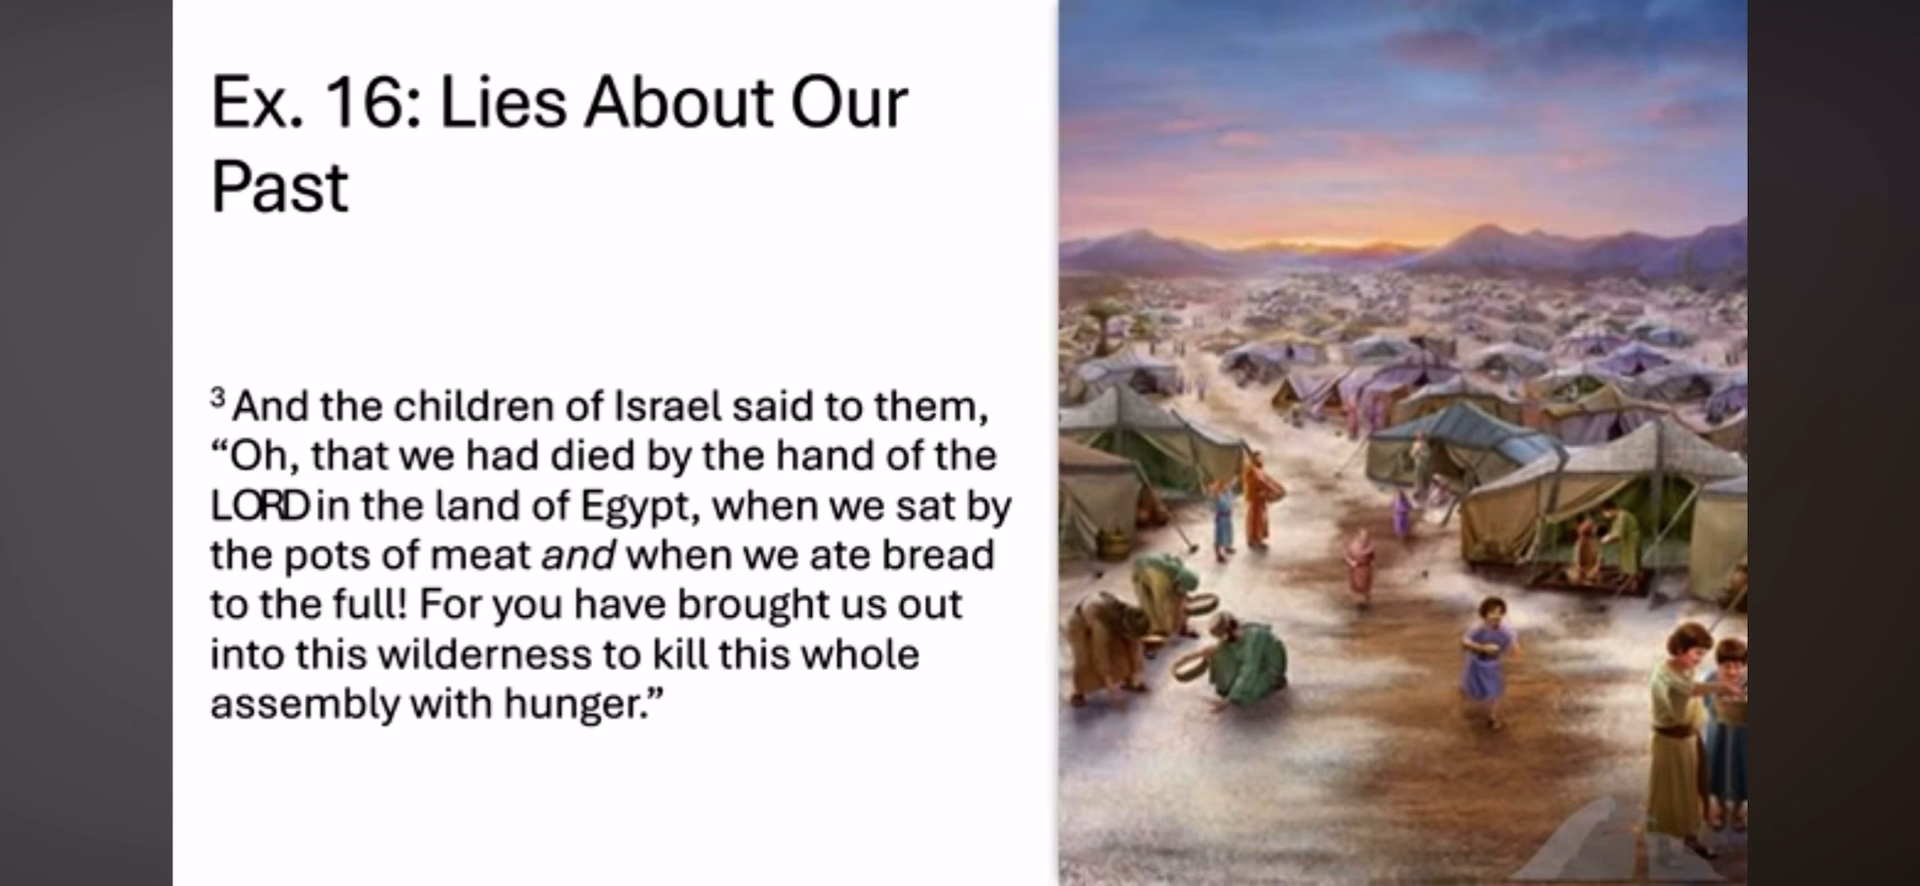 Ex. 16: Lies About Our
Past
3 And the children of Israel said to them,
“Oh, that we had died by the hand of the
LORD in the land of Egypt, when we sat by
the pots of meat and when we ate bread
to the full! For you have brought us out
into this wilderness to kill this whole
assembly with hunger.”